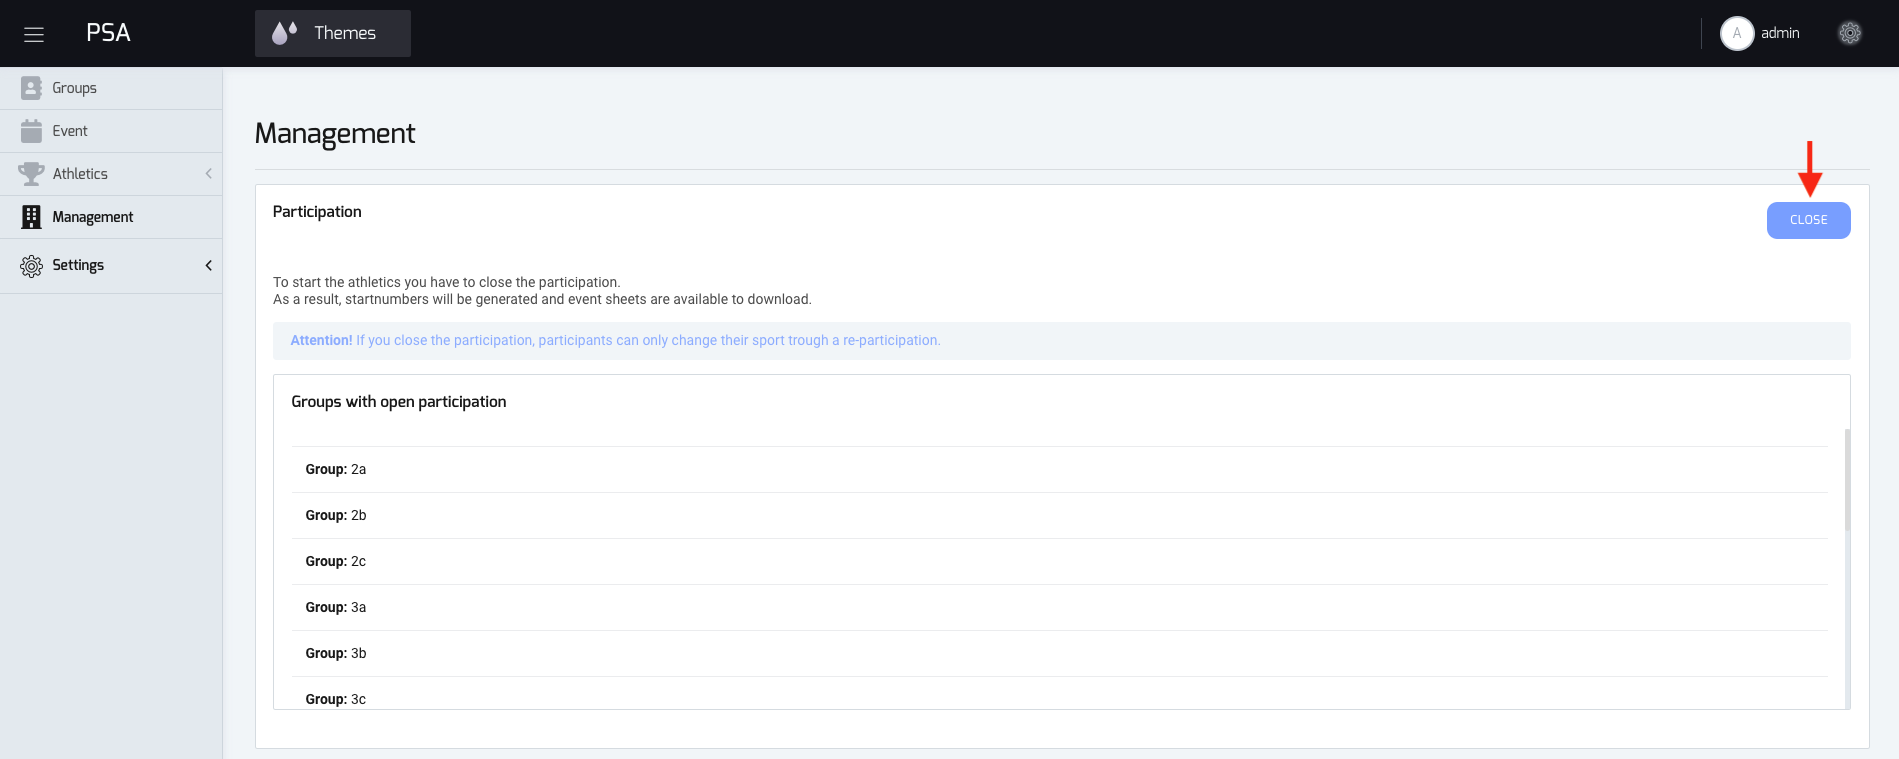 PSA
Themes
A
admin
Groups
Event
Athletics
Management
Settings
Management
Participation
CLOSE
To start the athletics you have to close the participation.
As a result, startnumbers will be generated and event sheets are available to download.
Attention! If you close the participation, participants can only change their sport trough a re-participation.
Groups with open participation
Group: 2a
Group: 2b
Group: 2c
Group: 3a
Group: 3b
Group: 3c